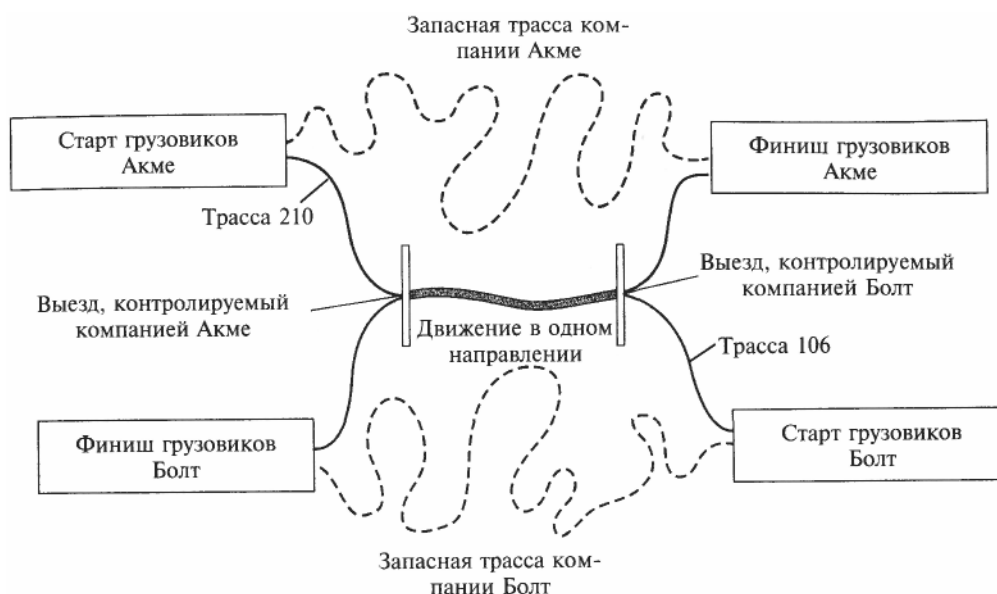 Запасная трасса ком-
пании Акме
Старт грузовиков
Акме
Финиш грузовиков
Акме
Трасса 210
Выезд, контролируемый
компанией Акме
Выезд, контролируемый
компанией Болт
Движение в одном
направлении
Трасса 106
Финиш грузовиков
Болт
Старт грузовиков
Болт
Запасная трасса ком-
пании Болт